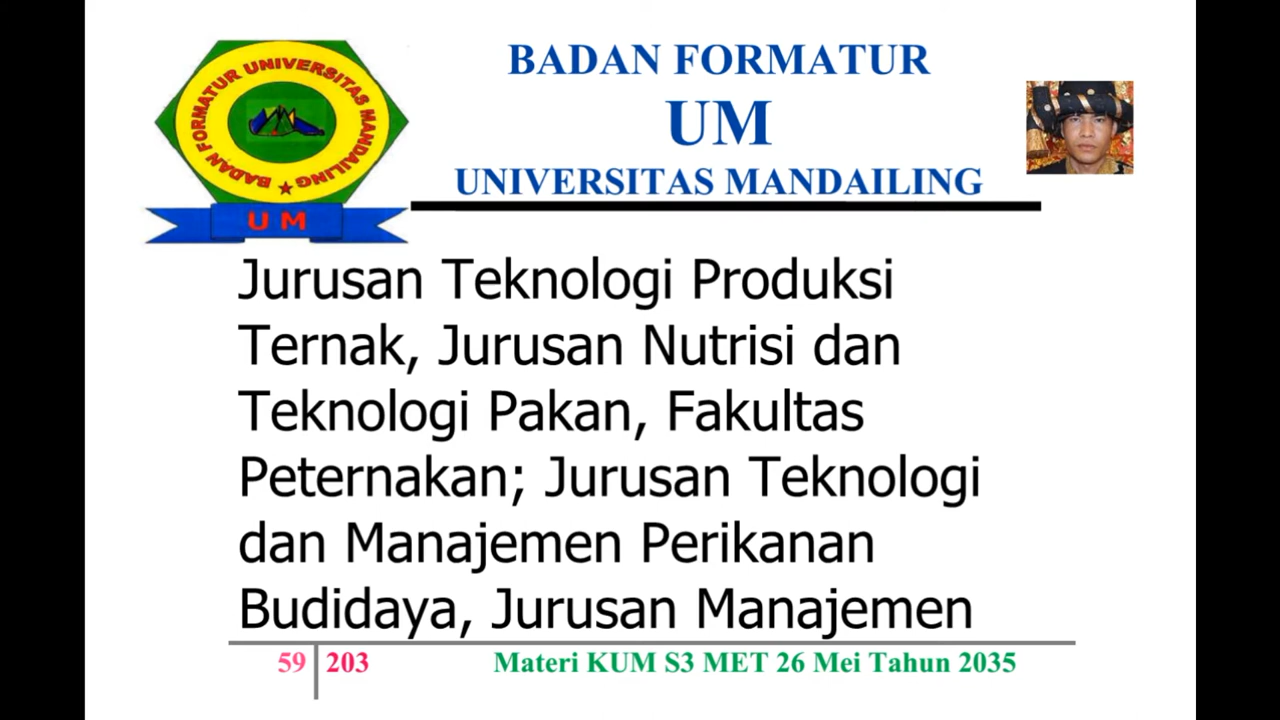 BADAN FORMATUR UNIVERSITAS MANDAILING
UM
BADAN FORMATUR
UM
UNIVERSITAS MANDAILING
Jurusan Teknologi Produksi
Ternak, Jurusan Nutrisi dan
Teknologi Pakan, Fakultas
Peternakan; Jurusan Teknologi
dan Manajemen Perikanan
Budidaya, Jurusan Manajemen
59 203 Materi KUM S3 MET 26 Mei Tahun 2035